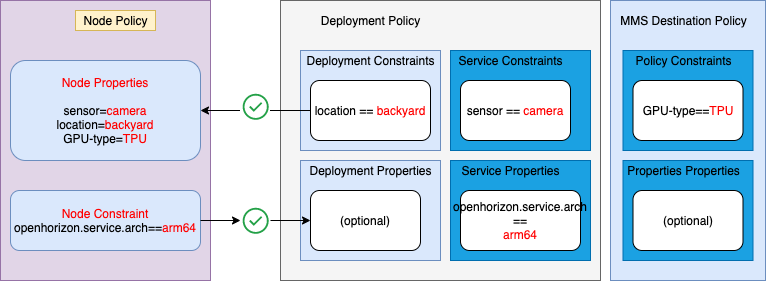 Node Policy
Node Properties
sensor=camera
location=backyard
GPU-type=TPU
Node Constraint
openhorizon.service.arch==arm64
Deployment Policy
Deployment Constraints
location == backyard
Service Constraints
sensor == camera
Deployment Properties
(optional)
Service Properties
openhorizon.service.arch
==
arm64
MMS Destination Policy
Policy Constraints
GPU-type==TPU
Properties Properties
(optional)